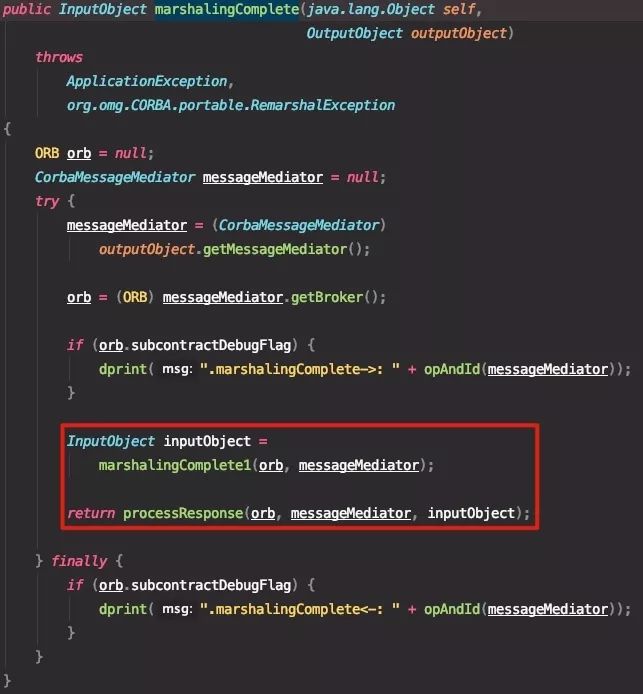 public InputObject marshalingComplete(java.lang.Object self,
OutputObject outputObject)
throws
ApplicationException,
org.omg.CORBA.portable.RemarshalException
{
ORB orb = null;
CorbaMessageMediator messageMediator = null;
try {
messageMediator = (CorbaMessageMediator)
outputObject.getMessageMediator();
orb = (ORB) messageMediator.getBroker();
if (orb.subcontractDebugFlag) {
dprint( msg: ".marshalingComplete->: " + opAndId(messageMediator));
}
InputObject inputObject =
marshalingComplete1(orb, messageMediator);
return processResponse(orb, messageMediator, inputObject);
} finally {
if (orb.subcontractDebugFlag) {
dprint( msg: ".marshalingComplete<-: " + opAndId(messageMediator));
}
}
}